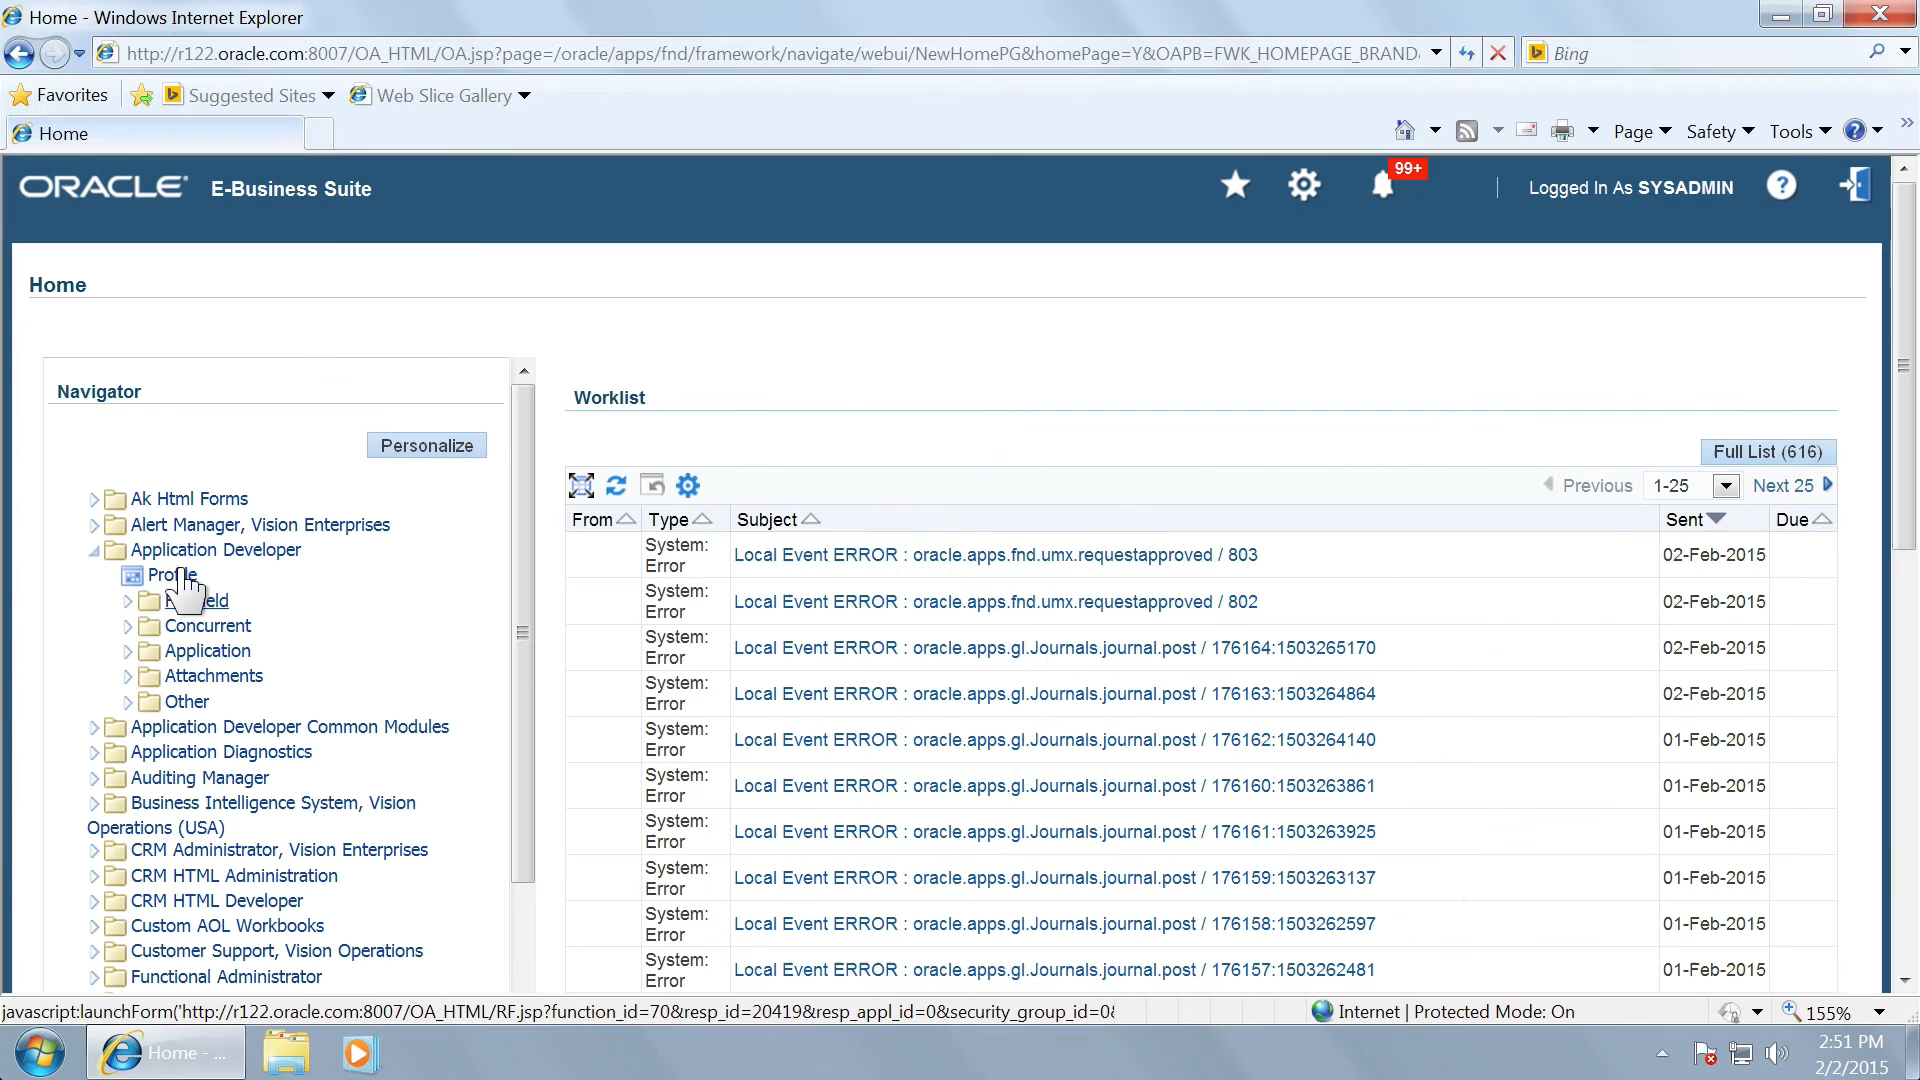 Home - Windows Internet Explorer
http://r122.oracle.com:8007/OA_HTML/OA.jsp?page=/oracle/apps/fnd/framework/navigate/webui/NewHomePG&homePage=Y&OAPB=FWK_HOMEPAGE_BRAND
Bing
Favorites Suggested Sites Web Slice Gallery
Home Page Safety Tools
ORACLE E-Business Suite 99+ Logged In As SYSADMIN
Home
Navigator
Personalize
Ak Html Forms
Alert Manager, Vision Enterprises
Application Developer
Profile
Concurrent
Application
Attachments
Other
Application Developer Common Modules
Application Diagnostics
Auditing Manager
Business Intelligence System, Vision
Operations (USA)
CRM Administrator, Vision Enterprises
CRM HTML Administration
CRM HTML Developer
Custom AOL Workbooks
Customer Support, Vision Operations
Functional Administrator
Worklist
Full List (616)
Previous 1-25 Next 25
From Type Subject Sent Due
System: Error Local Event ERROR : oracle.apps.fnd.umx.requestapproved / 803 02-Feb-2015
System: Error Local Event ERROR : oracle.apps.fnd.umx.requestapproved / 802 02-Feb-2015
System: Error Local Event ERROR : oracle.apps.gl.Journals.journal.post / 176164:1503265170 02-Feb-2015
System: Error Local Event ERROR : oracle.apps.gl.Journals.journal.post / 176163:1503264864 02-Feb-2015
System: Error Local Event ERROR : oracle.apps.gl.Journals.journal.post / 176162:1503264140 01-Feb-2015
System: Error Local Event ERROR : oracle.apps.gl.Journals.journal.post / 176160:1503263861 01-Feb-2015
System: Error Local Event ERROR : oracle.apps.gl.Journals.journal.post / 176161:1503263925 01-Feb-2015
System: Error Local Event ERROR : oracle.apps.gl.Journals.journal.post / 176159:1503263137 01-Feb-2015
System: Error Local Event ERROR : oracle.apps.gl.Journals.journal.post / 176158:1503262597 01-Feb-2015
System: Error Local Event ERROR : oracle.apps.gl.Journals.journal.post / 176157:1503262481 01-Feb-2015
javascript:launchForm('http://r122.oracle.com:8007/OA_HTML/RF.jsp?function_id=70&resp_id=20419&resp_appl_id=0&security_group_id=0& Internet | Protected Mode: On 155%
Home - ... 2:51 PM
2/2/2015